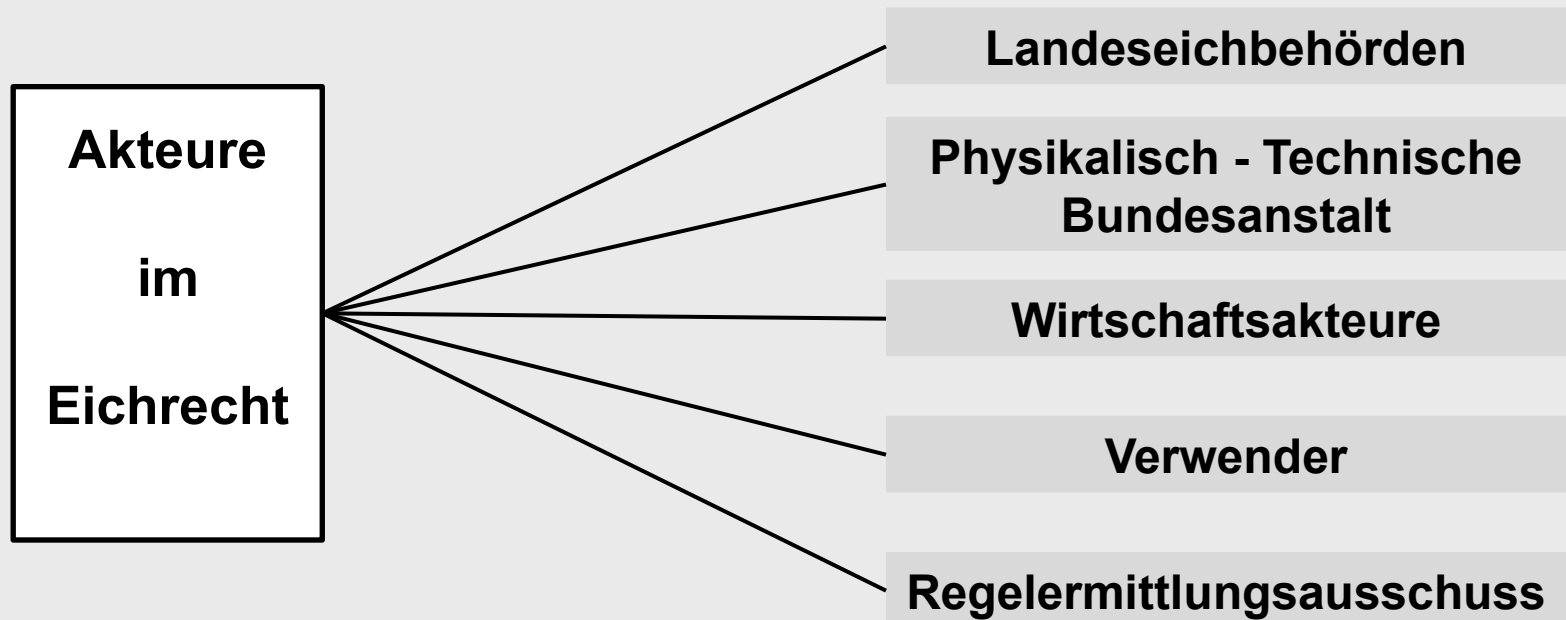 Akteure
im
Eichrecht
Landeseichbehörden
Physikalisch - Technische
Bundesanstalt
Wirtschaftsakteure
Verwender
Regelermittlungsausschuss